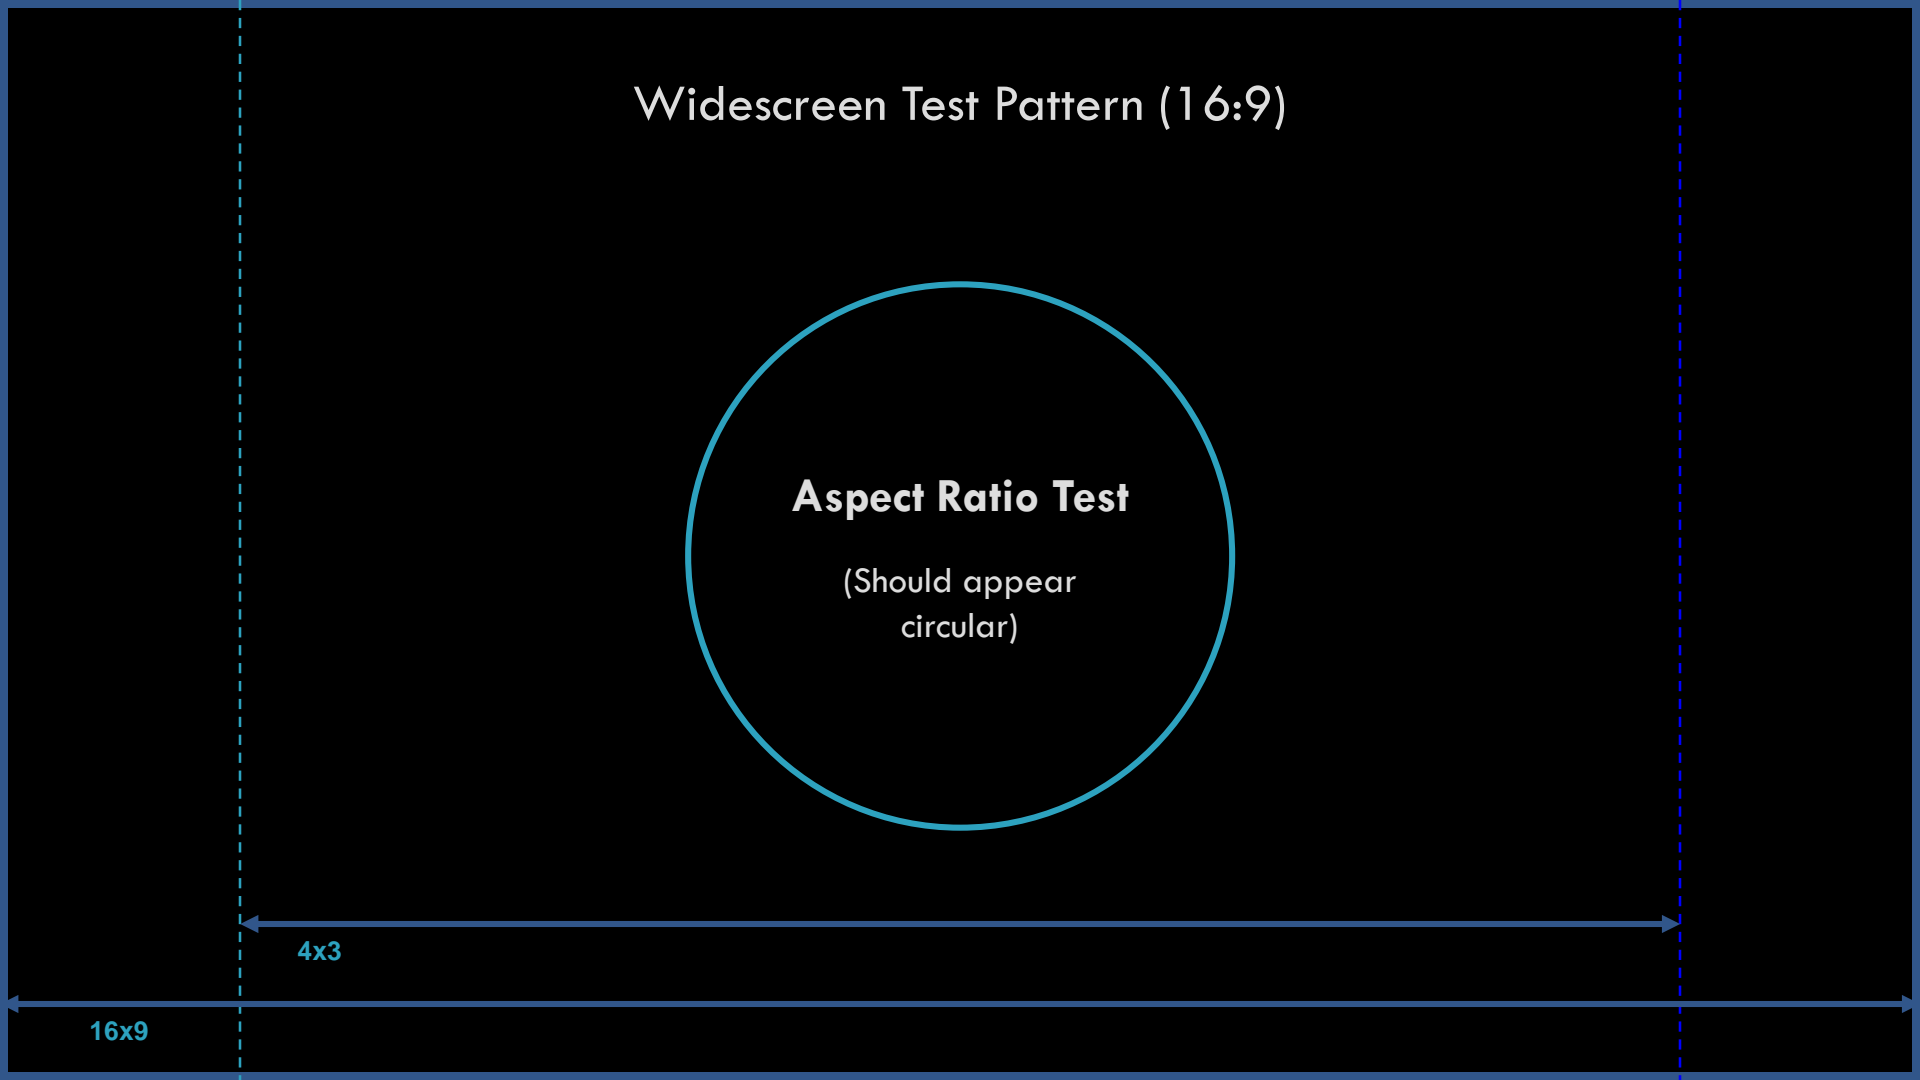 Widescreen Test Pattern (16:9)
Aspect Ratio Test
(Should appear
circular)
4x3
16x9